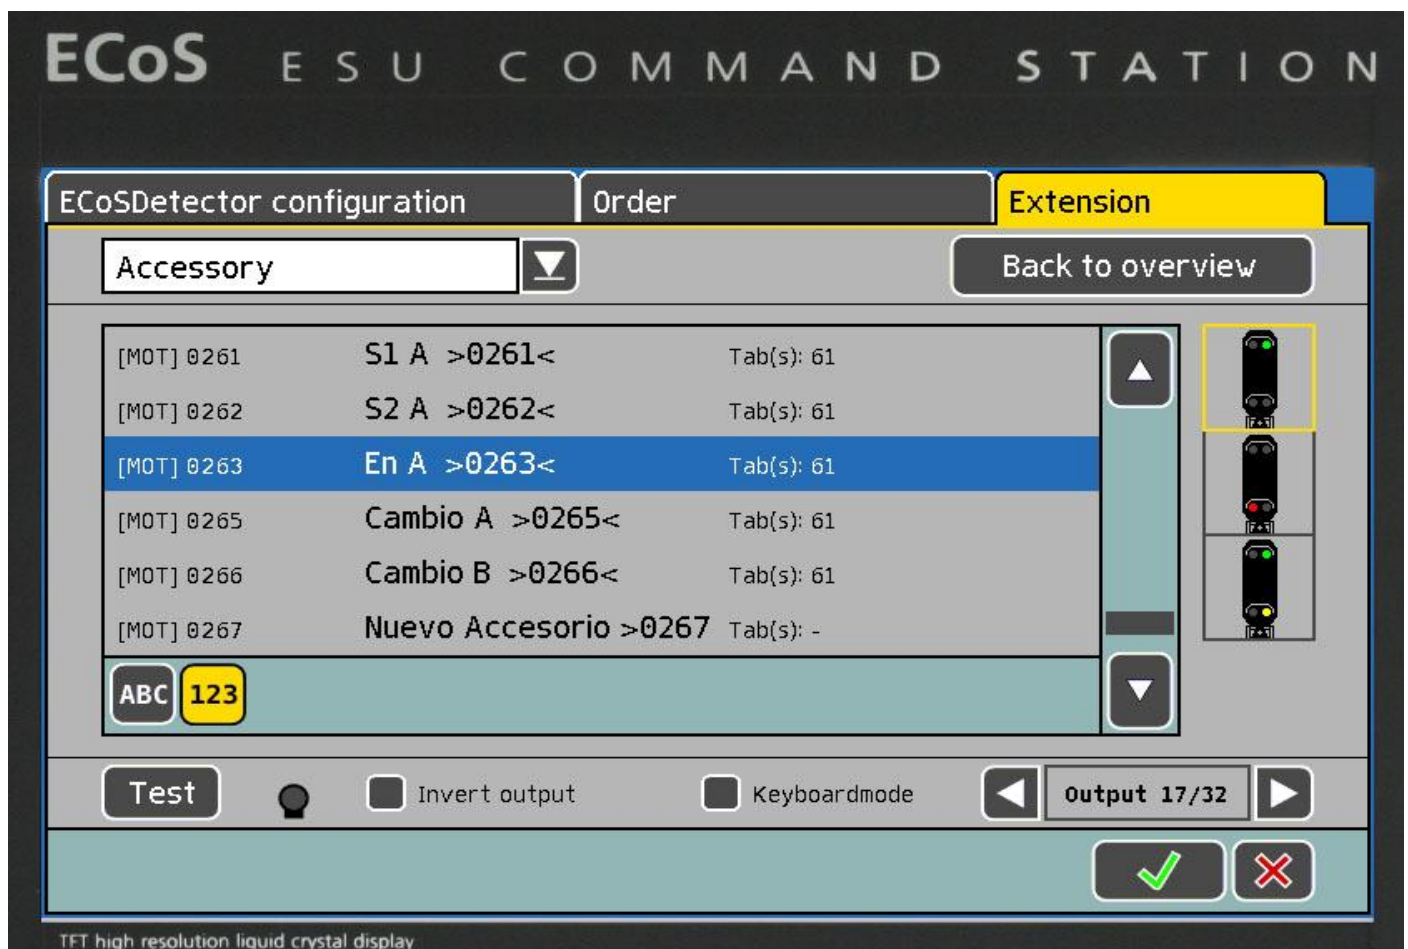 ECoS ESU COMMAND STATION
ECoSDetector configuration Order Extension
Accessory Back to overview
[MOT] 0261 S1 A >0261< Tab(s): 61
[MOT] 0262 S2 A >0262< Tab(s): 61
[MOT] 0263 En A >0263< Tab(s): 61
[MOT] 0265 Cambio A >0265< Tab(s): 61
[MOT] 0266 Cambio B >0266< Tab(s): 61
[MOT] 0267 Nuevo Accesorio >0267 Tab(s): -
ABC 123
Test Invert output Keyboardmode Output 17/32
TFT high resolution liquid crystal display